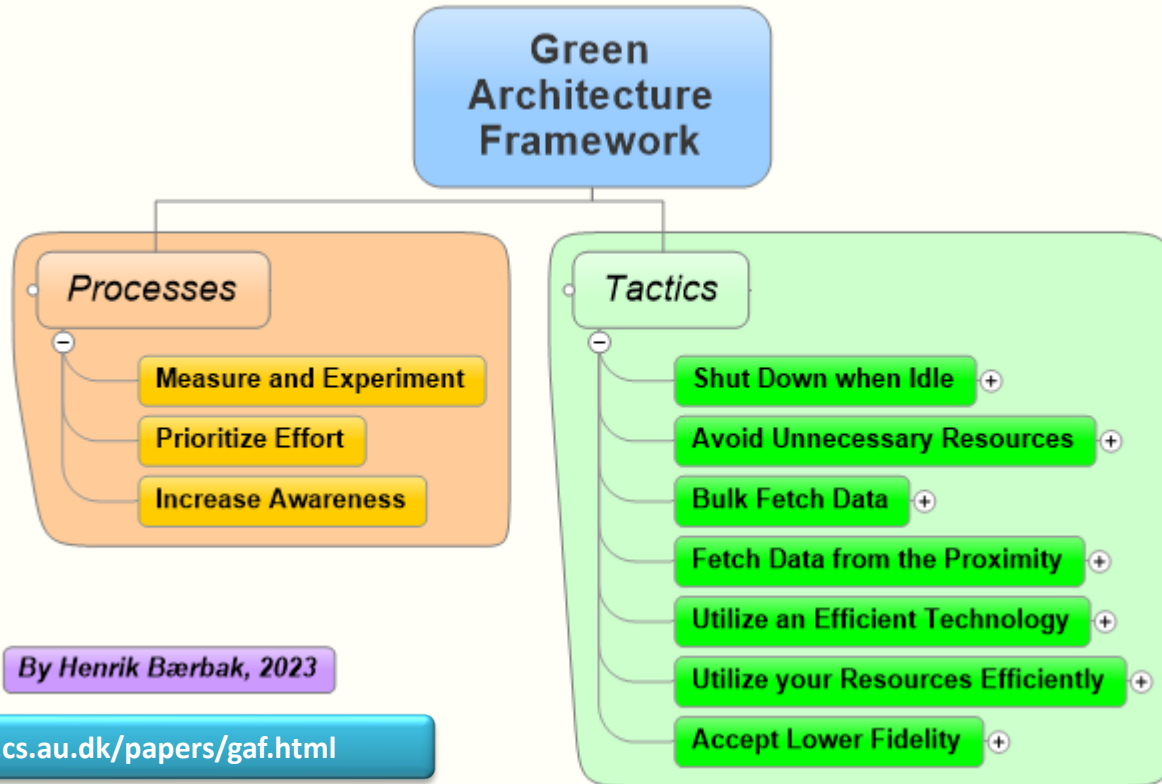 Green
Architecture
Framework
Processes
Measure and Experiment
Prioritize Effort
Increase Awareness
Tactics
Shut Down when Idle
Avoid Unnecessary Resources
Bulk Fetch Data
Fetch Data from the Proximity
Utilize an Efficient Technology
Utilize your Resources Efficiently
Accept Lower Fidelity
By Henrik Bærbak, 2023
cs.au.dk/papers/gaf.html